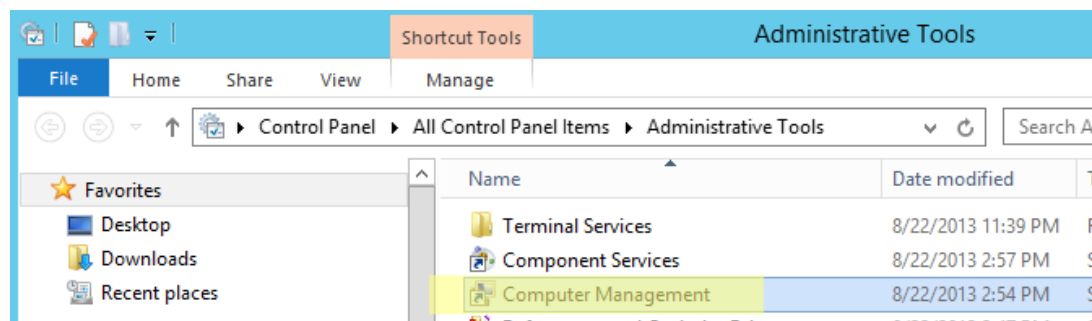 Shortcut Tools
Administrative Tools
File Home Share View Manage
Control Panel All Control Panel Items Administrative Tools Search A
Name Date modified
Favorites
Desktop
Downloads
Recent places
Terminal Services 8/22/2013 11:39 PM
Component Services 8/22/2013 2:57 PM
Computer Management 8/22/2013 2:54 PM